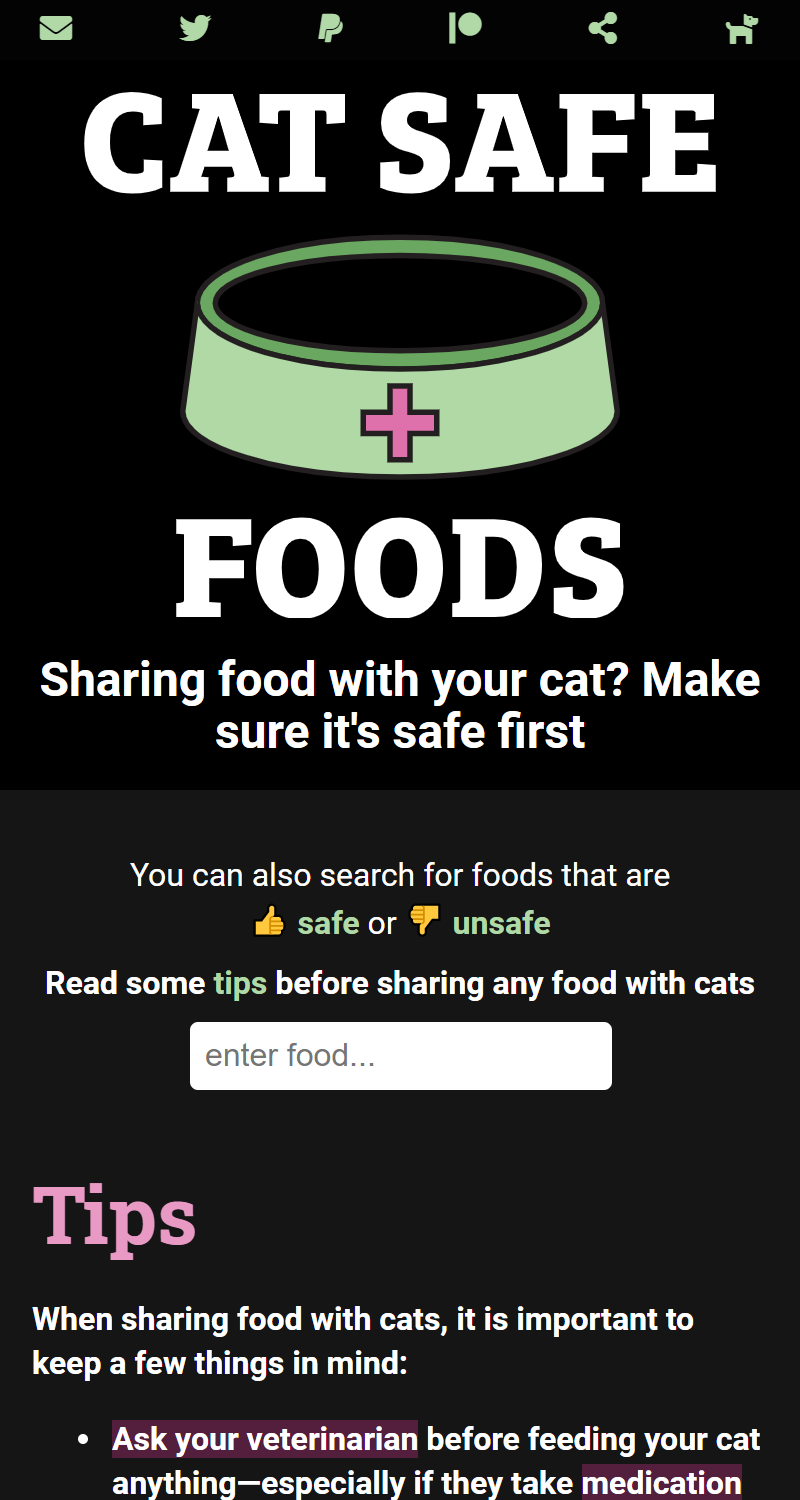 CAT SAFE
FOODS
Sharing food with your cat? Make
sure it's safe first
You can also search for foods that are
👍 safe or 👎 unsafe
Read some tips before sharing any food with cats
enter food...
Tips
When sharing food with cats, it is important to
keep a few things in mind:
• Ask your veterinarian before feeding your cat
anything—especially if they take medication